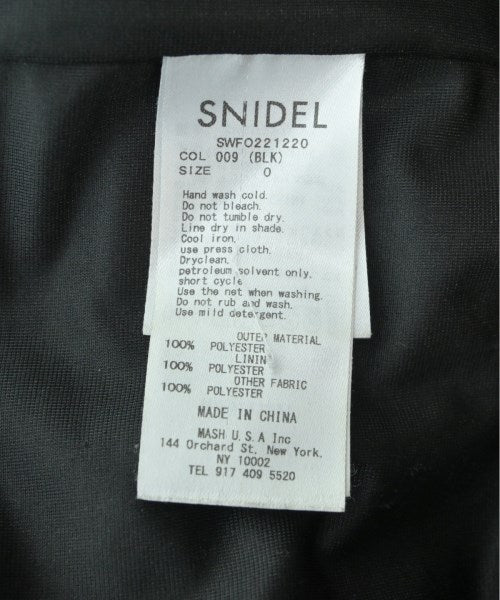 SNIDEL
SWFO221220
COL 009 (BLK)
SIZE 0
Hand wash cold.
Do not bleach.
Do not tumble dry.
Line dry in shade.
Cool iron.
use press cloth.
Dryclean.
petroleum solvent only.
short cycle
Use the net when washing.
Do not rub and wash.
Use mild detergent.
OUTER MATERIAL
100% POLYESTER
LININ
100% POLYESTER
OTHER FABRIC
100% POLYESTER
MADE IN CHINA
MASH U.S.A Inc
144 Orchard St. New York.
NY 10002
TEL 917 409 5520